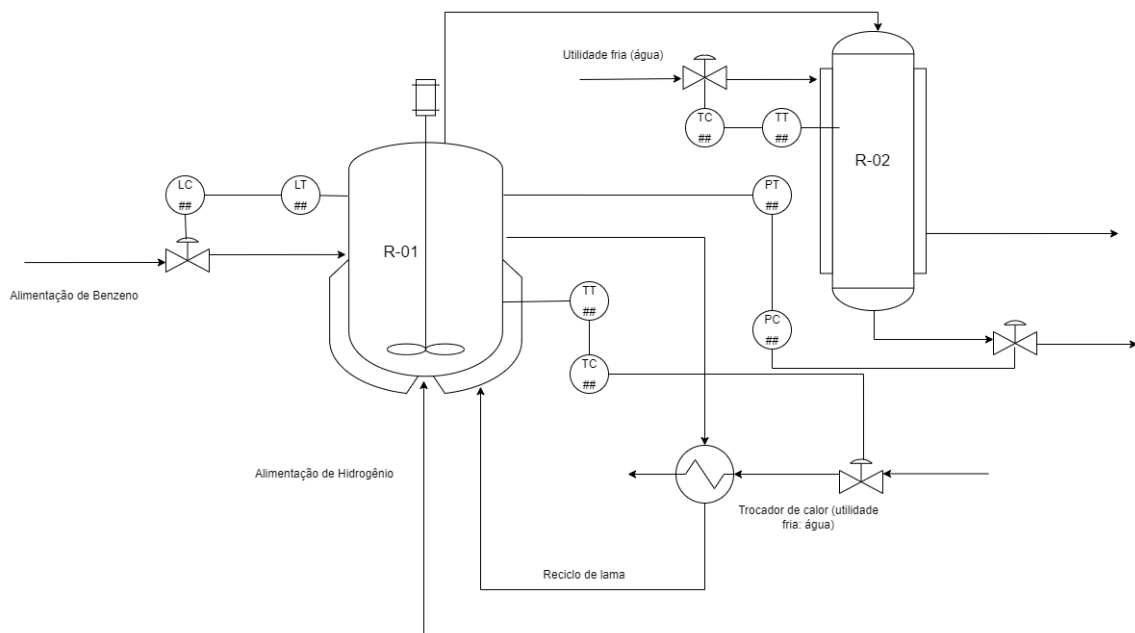 Utilidade fria (água)
TC
##
TT
##
R-02
LC
##
LT
##
PT
##
R-01
Alimentação de Benzeno
TT
##
PC
##
TC
##
Alimentação de Hidrogênio
Trocador de calor (utilidade
fria: água)
Reciclo de lama